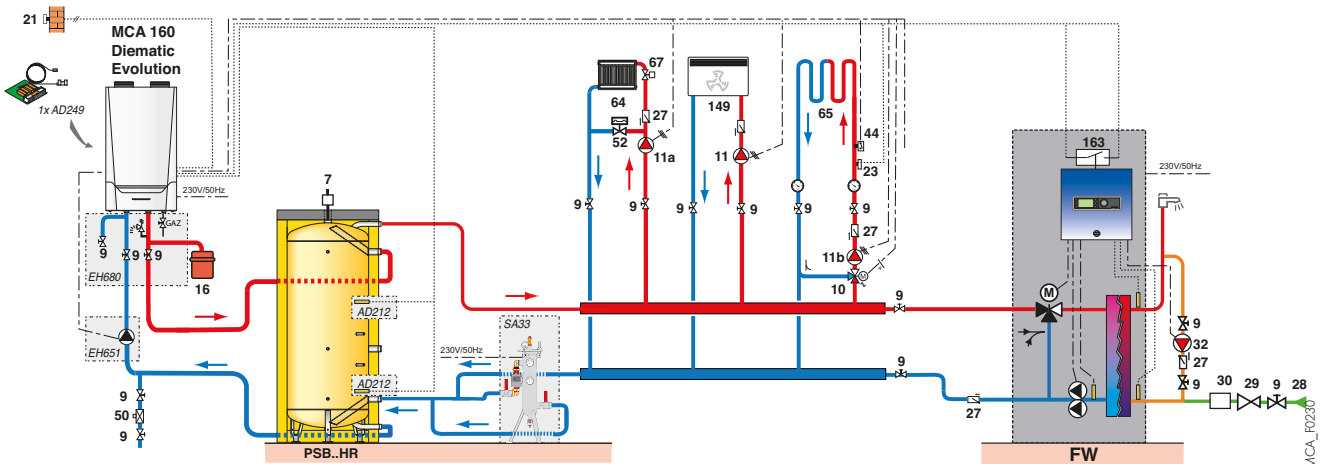 21
MCA 160
Diematic
Evolution
1x AD249
230V/50Hz
GAZ
9
9
9
EH680
16
EH651
9
50
9
7
AD212
AD212
PSB..HR
230V/50Hz
SA33
67
64
27
52
11a
9
9
149
11
9
9
65
44
23
9
9
27
11b
M
10
9
9
27
163
230V/50Hz
M
9
32
27
9
30
29
9
28
FW
MCA_F0230